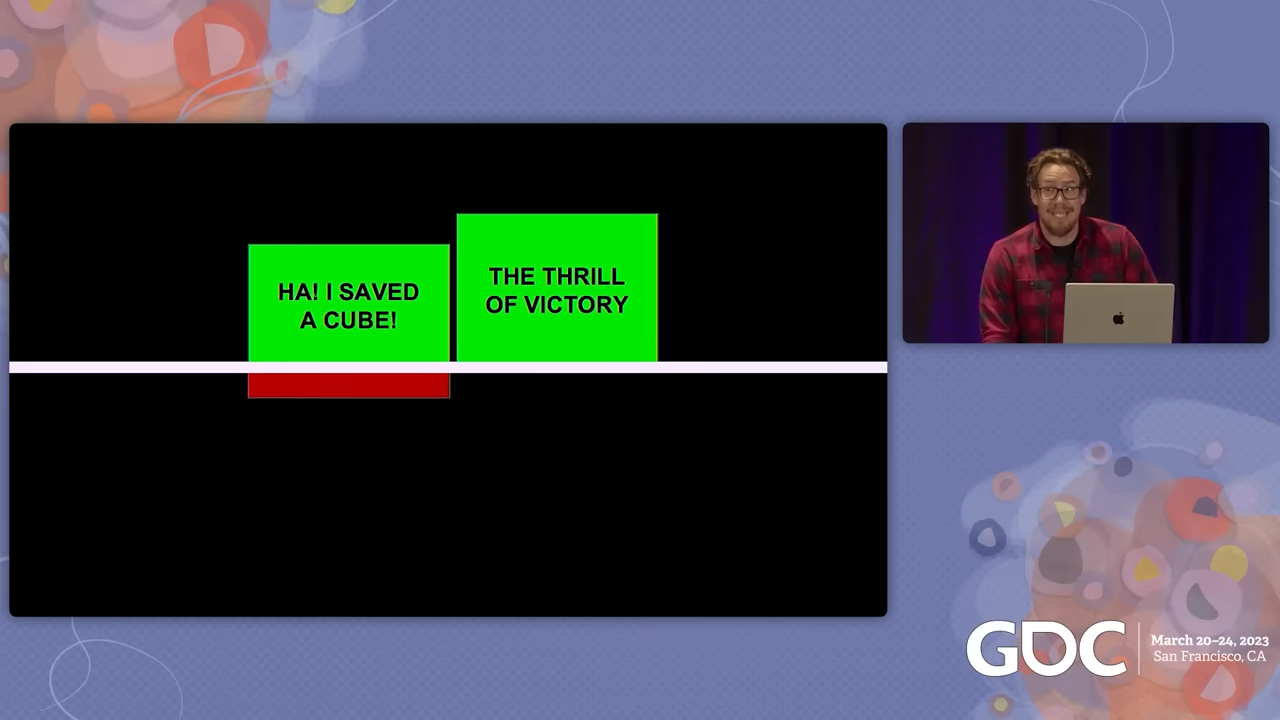 HA! I SAVED
A CUBE!
THE THRILL
OF VICTORY
GDC
March 20–24, 2023
San Francisco, CA